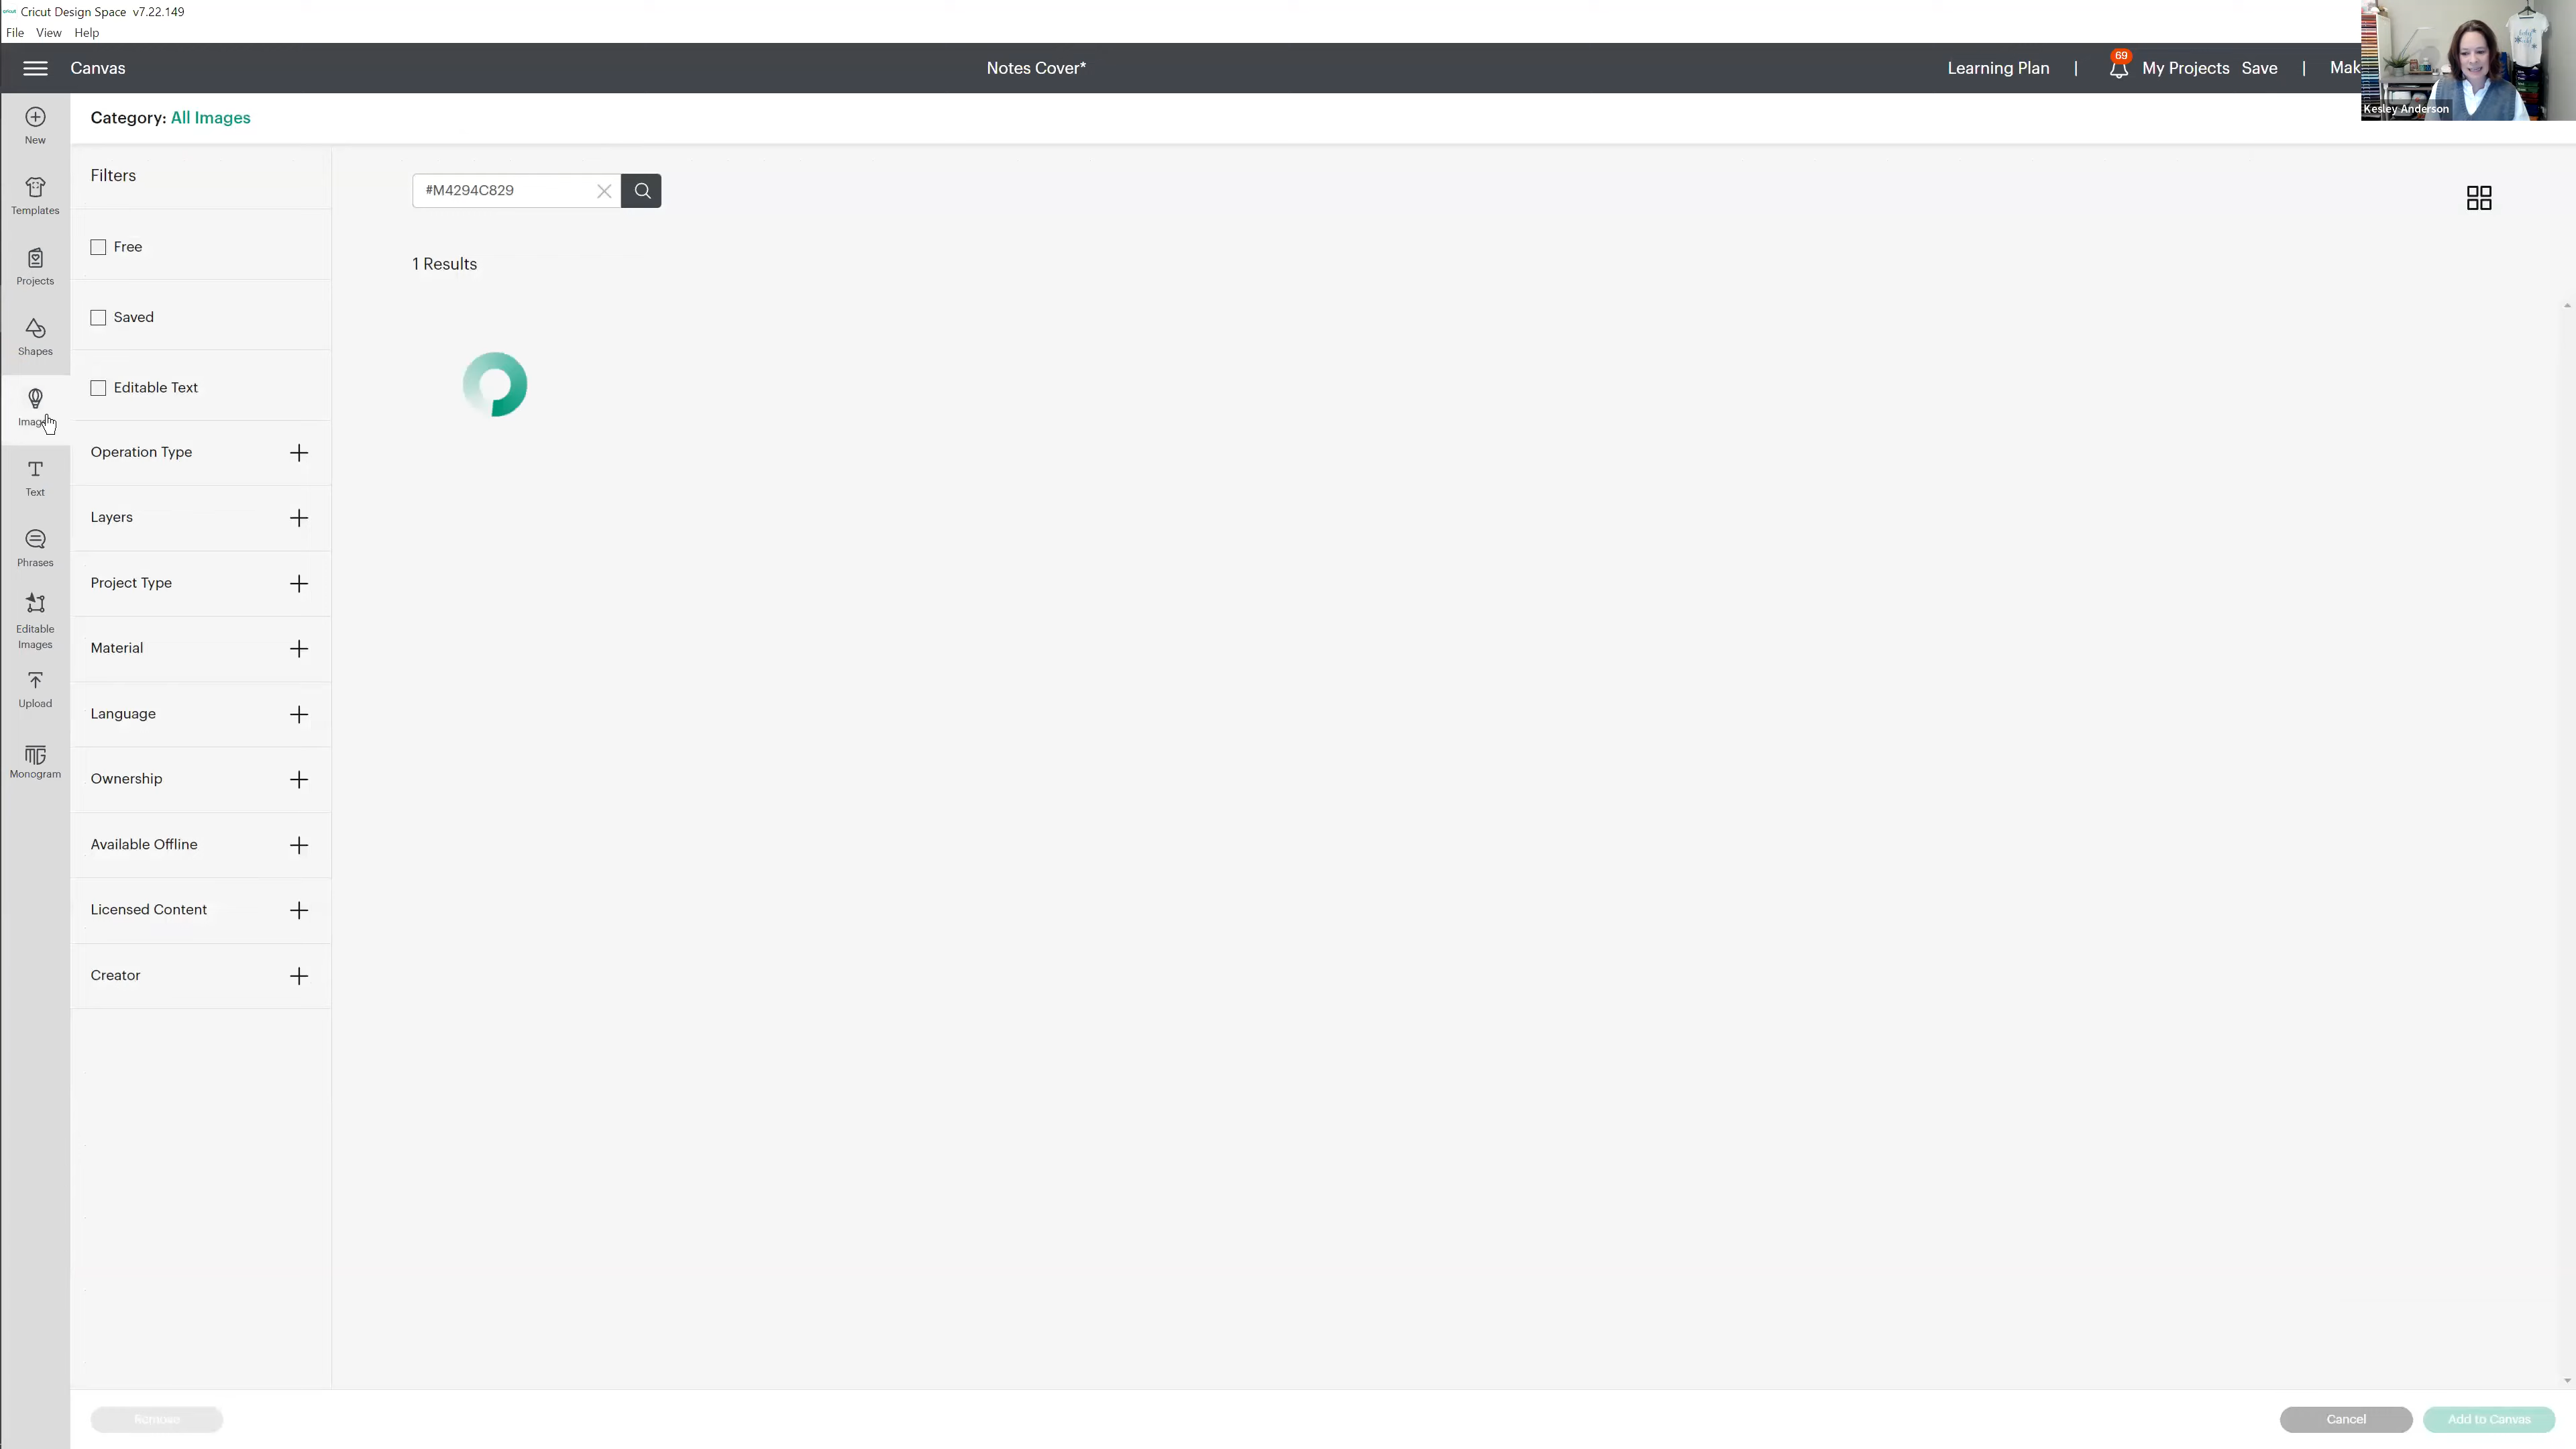 Cricut Design Space v7.22.149
File View Help
Canvas
Notes Cover*
Learning Plan | 69 My Projects Save | Mak
Kesley Anderson
New
Templates
Projects
Shapes
Images
Text
Phrases
Editable
Images
Upload
Monogram
Category: All Images
Filters
Free
Saved
Editable Text
Operation Type
Layers
Project Type
Material
Language
Ownership
Available Offline
Licensed Content
Creator
#M4294C829
1 Results
Remove
Cancel
Add to Canvas